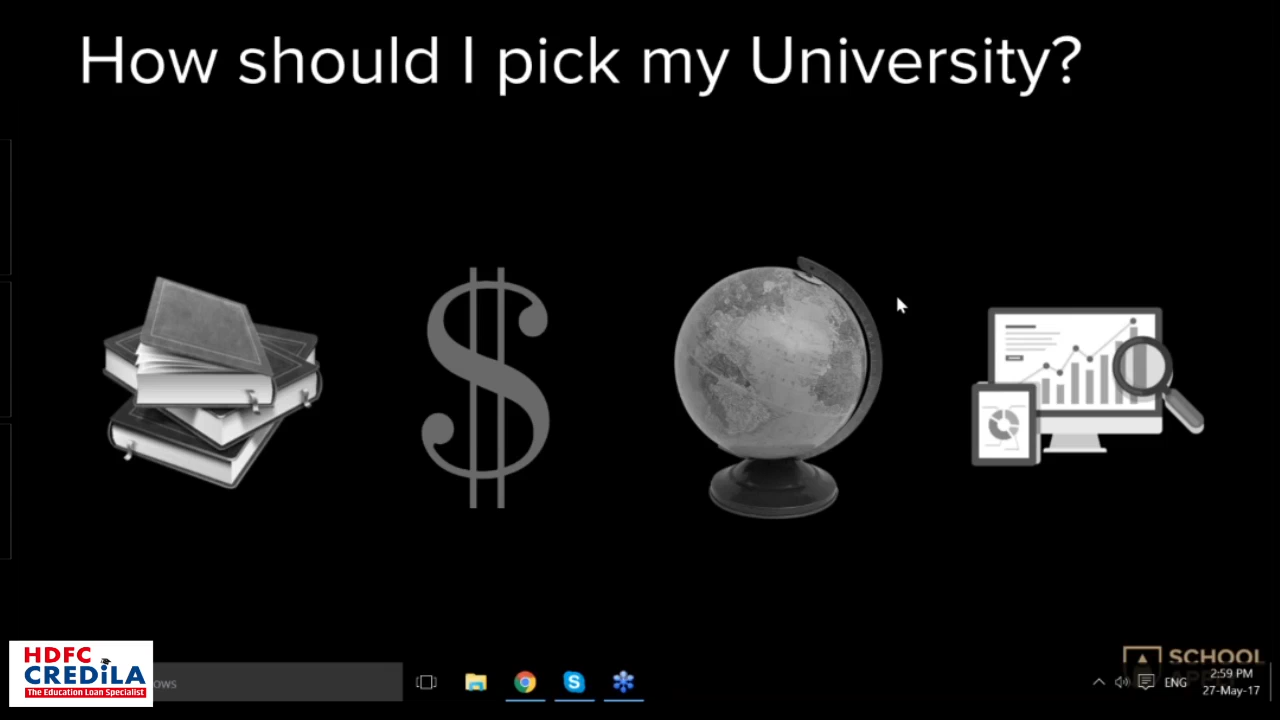 How should I pick my University?
HDFC
CREDILA
The Education Loan Specialist
ows
ENG
2:59 PM
27-May-17
SCHOOL